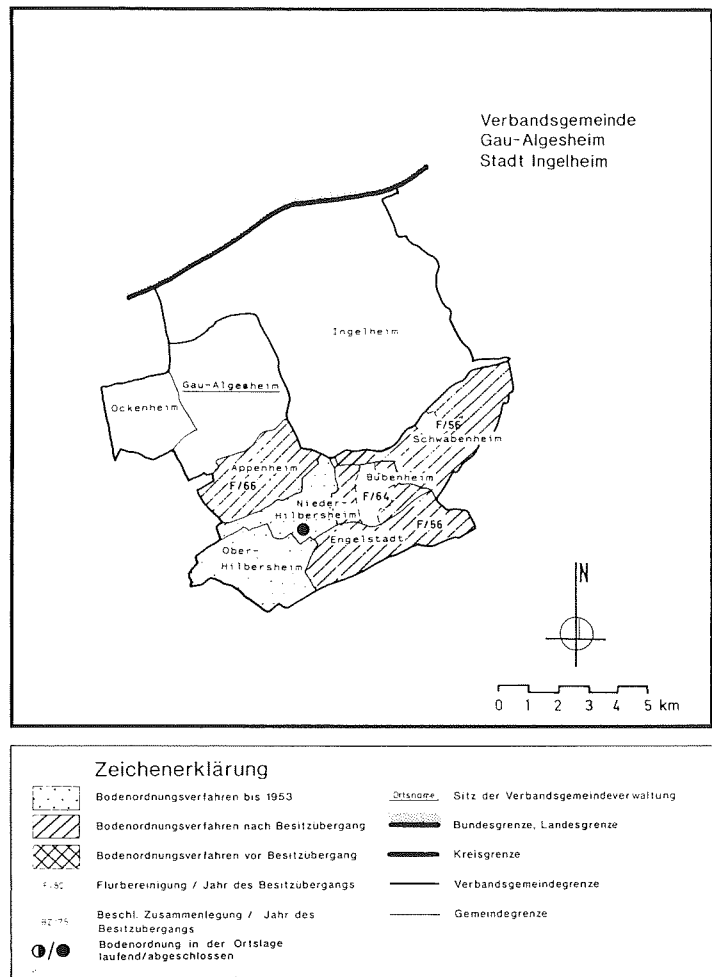 Verbandsgemeinde
Gau-Algesheim
Stadt Ingelheim
Ingelheim
Gau-Algesheim
Ockenheim
F/56
Schwabenheim
Appenheim
F/66
Bubenheim
F/64
Nieder-
Hilbersheim
F/56
Engelstadt
Ober-
Hilbersheim
N
0 1 2 3 4 5 km
Zeichenerklärung
Bodenordnungsverfahren bis 1953
Bodenordnungsverfahren nach Besitzübergang
Bodenordnungsverfahren vor Besitzübergang
F/80 Flurbereinigung / Jahr des Besitzübergangs
BZ/75 Beschl. Zusammenlegung / Jahr des
Besitzübergangs
Bodenordnung in der Ortslage
laufend/abgeschlossen
Ortsname Sitz der Verbandsgemeindeverwaltung
Bundesgrenze, Landesgrenze
Kreisgrenze
Verbandsgemeindegrenze
Gemeindegrenze